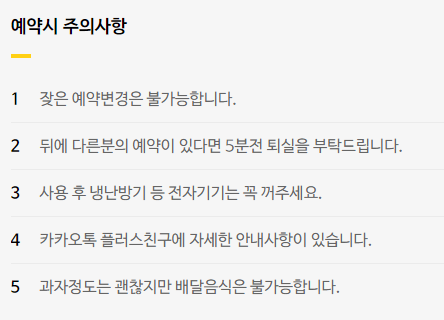 예약시 주의사항
1 잦은 예약변경은 불가능합니다.
2 뒤에 다른분의 예약이 있다면 5분전 퇴실을 부탁드립니다.
3 사용 후 냉난방기 등 전자기기는 꼭 꺼주세요.
4 카카오톡 플러스친구에 자세한 안내사항이 있습니다.
5 과자정도는 괜찮지만 배달음식은 불가능합니다.